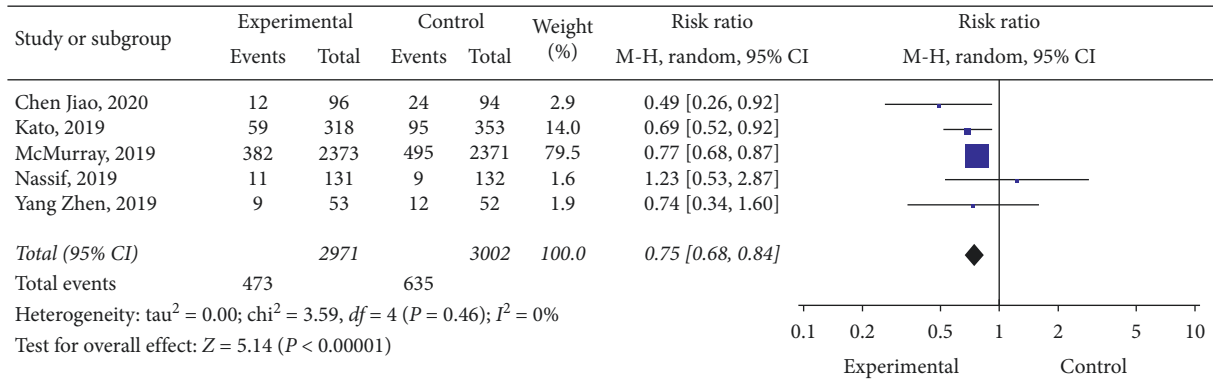 Study or subgroup Experimental Control Weight (%) Risk ratio Risk ratio
Events Total Events Total M-H, random, 95% CI M-H, random, 95% CI
Chen Jiao, 2020 12 96 24 94 2.9 0.49 [0.26, 0.92]
Kato, 2019 59 318 95 353 14.0 0.69 [0.52, 0.92]
McMurray, 2019 382 2373 495 2371 79.5 0.77 [0.68, 0.87]
Nassif, 2019 11 131 9 132 1.6 1.23 [0.53, 2.87]
Yang Zhen, 2019 9 53 12 52 1.9 0.74 [0.34, 1.60]
Total (95% CI) 2971 3002 100.0 0.75 [0.68, 0.84]
Total events 473 635
Heterogeneity: tau² = 0.00; chi² = 3.59, df = 4 (P = 0.46); I² = 0%
Test for overall effect: Z = 5.14 (P < 0.00001)
0.1 0.5 1 2 5 10
Experimental Control